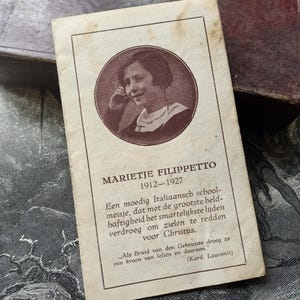 MARIETJE FILIPPETTO
1912—1927
Een moedig Italiaansch school-
meisje, dat met de grootste held-
haftigheid het smartelijkste lijden
verdroeg om zielen te redden
voor Christus.
„Als Bruid van den Gekruiste droeg ze
een kroon van leliën en doornen."
(Kard. Laurenti)